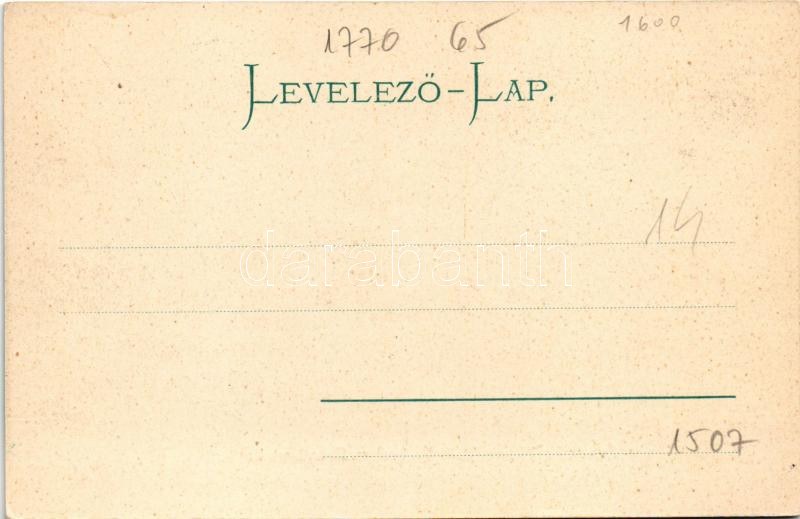 1770 65 1600
LEVELEZŐ-LAP.
14
darabanth
1507